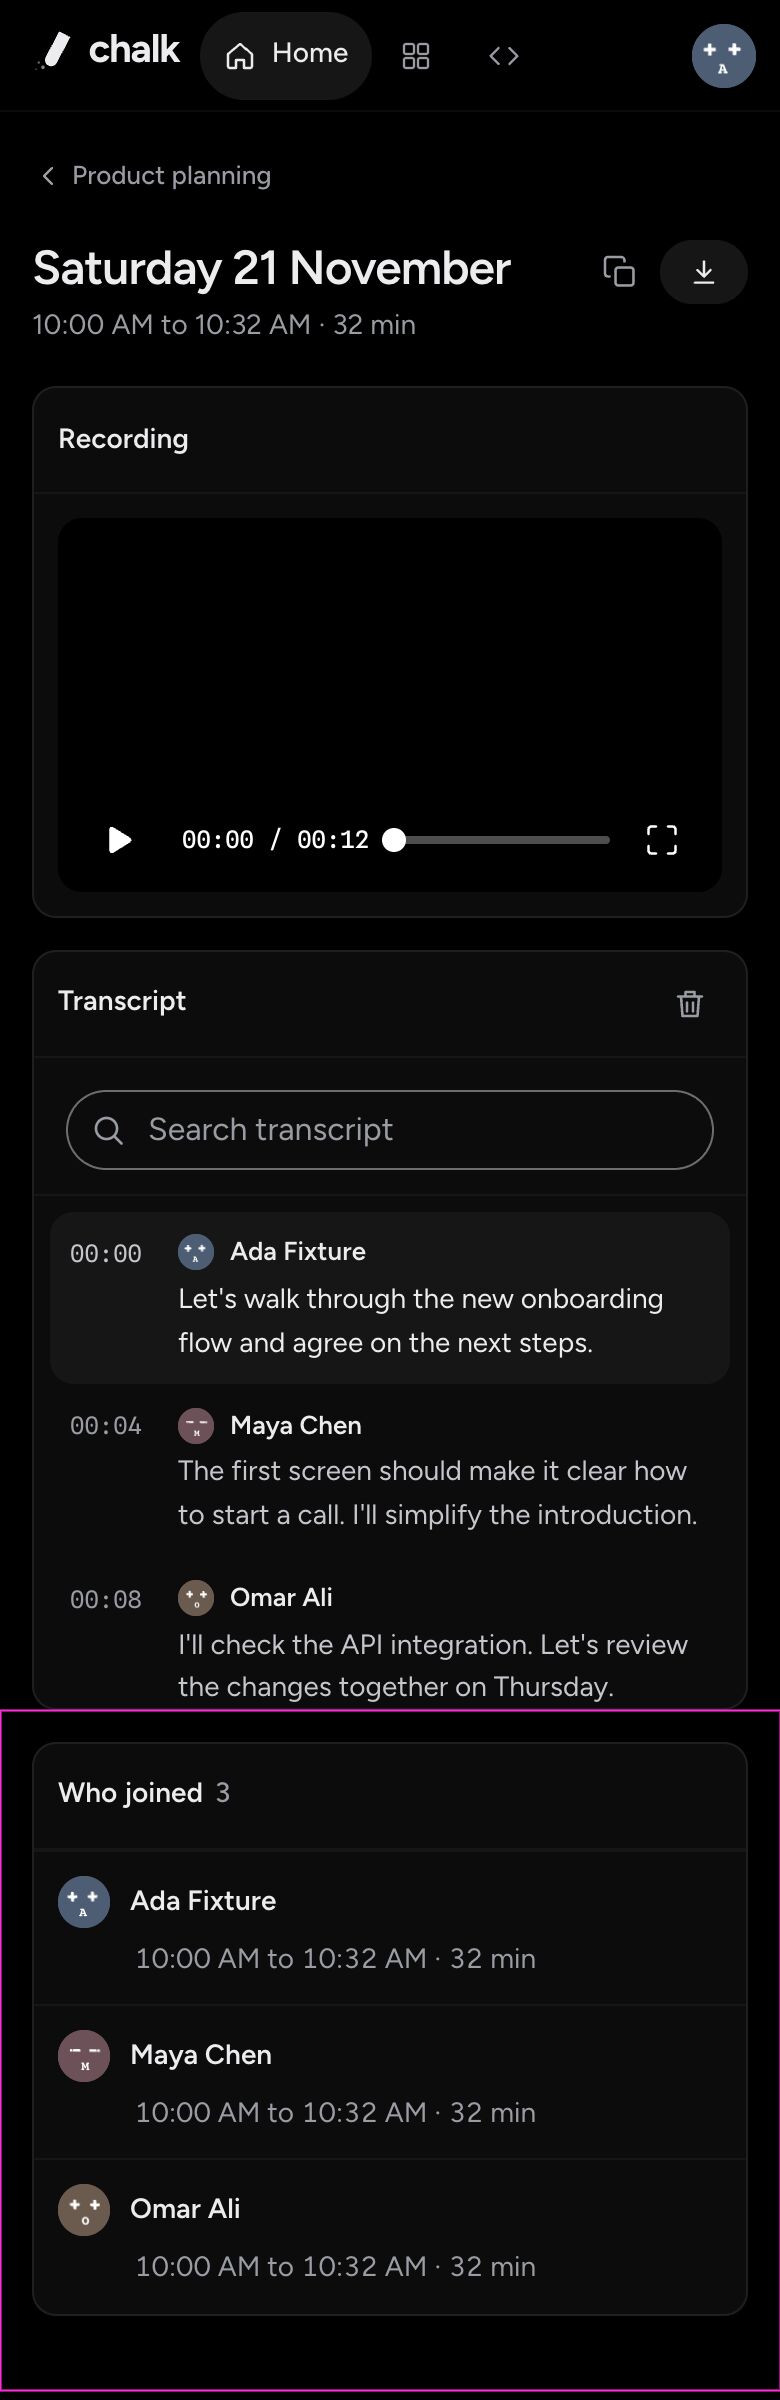 chalk Home
A
Product planning
Saturday 21 November
10:00 AM to 10:32 AM · 32 min
Recording
00:00 / 00:12
Transcript
Search transcript
00:00 A Ada Fixture
Let's walk through the new onboarding
flow and agree on the next steps.
00:04 M Maya Chen
The first screen should make it clear how
to start a call. I'll simplify the introduction.
00:08 O Omar Ali
I'll check the API integration. Let's review
the changes together on Thursday.
Who joined 3
A Ada Fixture
10:00 AM to 10:32 AM · 32 min
M Maya Chen
10:00 AM to 10:32 AM · 32 min
O Omar Ali
10:00 AM to 10:32 AM · 32 min